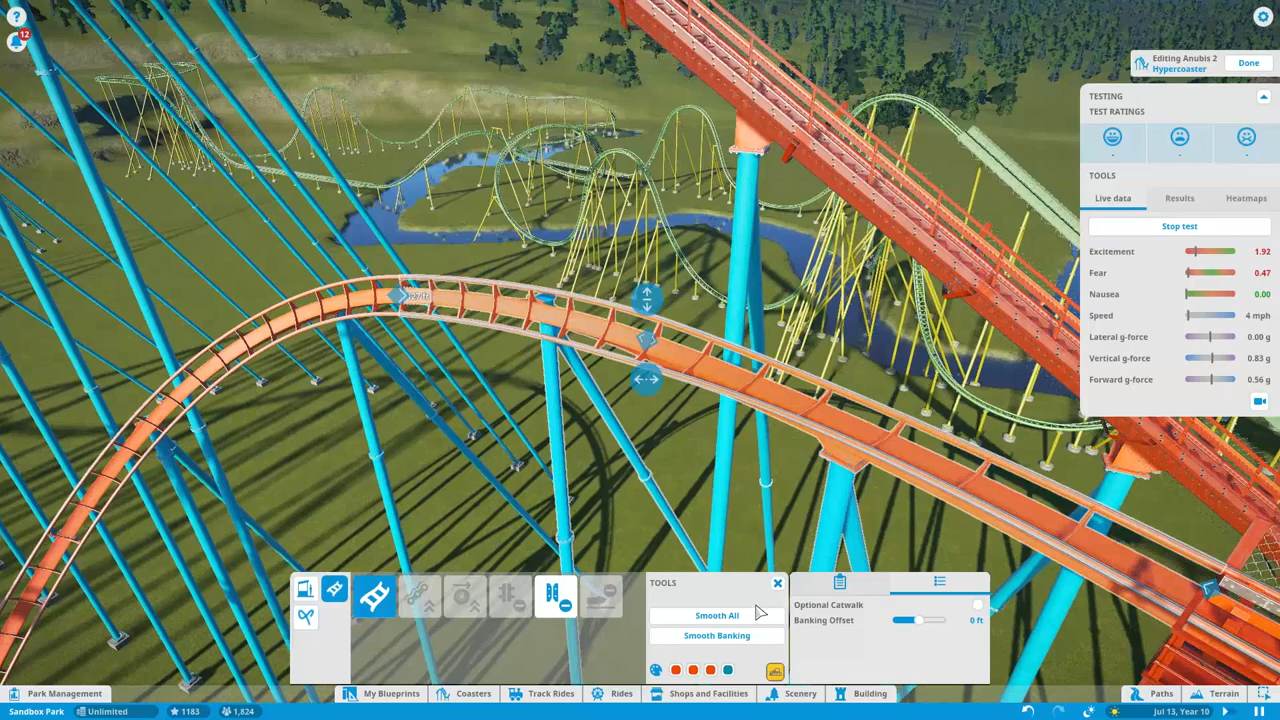 ?
12
Editing Anubis 2
Hypercoaster
Done
TESTING
TEST RATINGS
- - -
TOOLS
Live data Results Heatmaps
Stop test
Excitement 1.92
Fear 0.47
Nausea 0.00
Speed 4 mph
Lateral g-force 0.00 g
Vertical g-force 0.83 g
Forward g-force 0.56 g
TOOLS
Smooth All
Smooth Banking
Optional Catwalk
Banking Offset 0 ft
Park Management My Blueprints Coasters Track Rides Rides Shops and Facilities Scenery Building Paths Terrain
Sandbox Park Unlimited 1183 1,824 Jul 13, Year 10